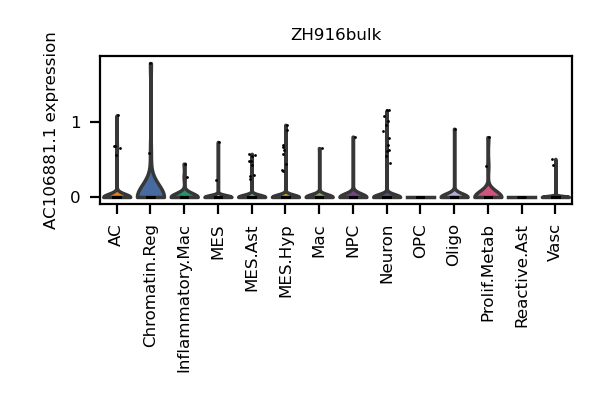 ZH916bulk
AC106881.1 expression
1
0
AC
Chromatin.Reg
Inflammatory.Mac
MES
MES.Ast
MES.Hyp
Mac
NPC
Neuron
OPC
Oligo
Prolif.Metab
Reactive.Ast
Vasc